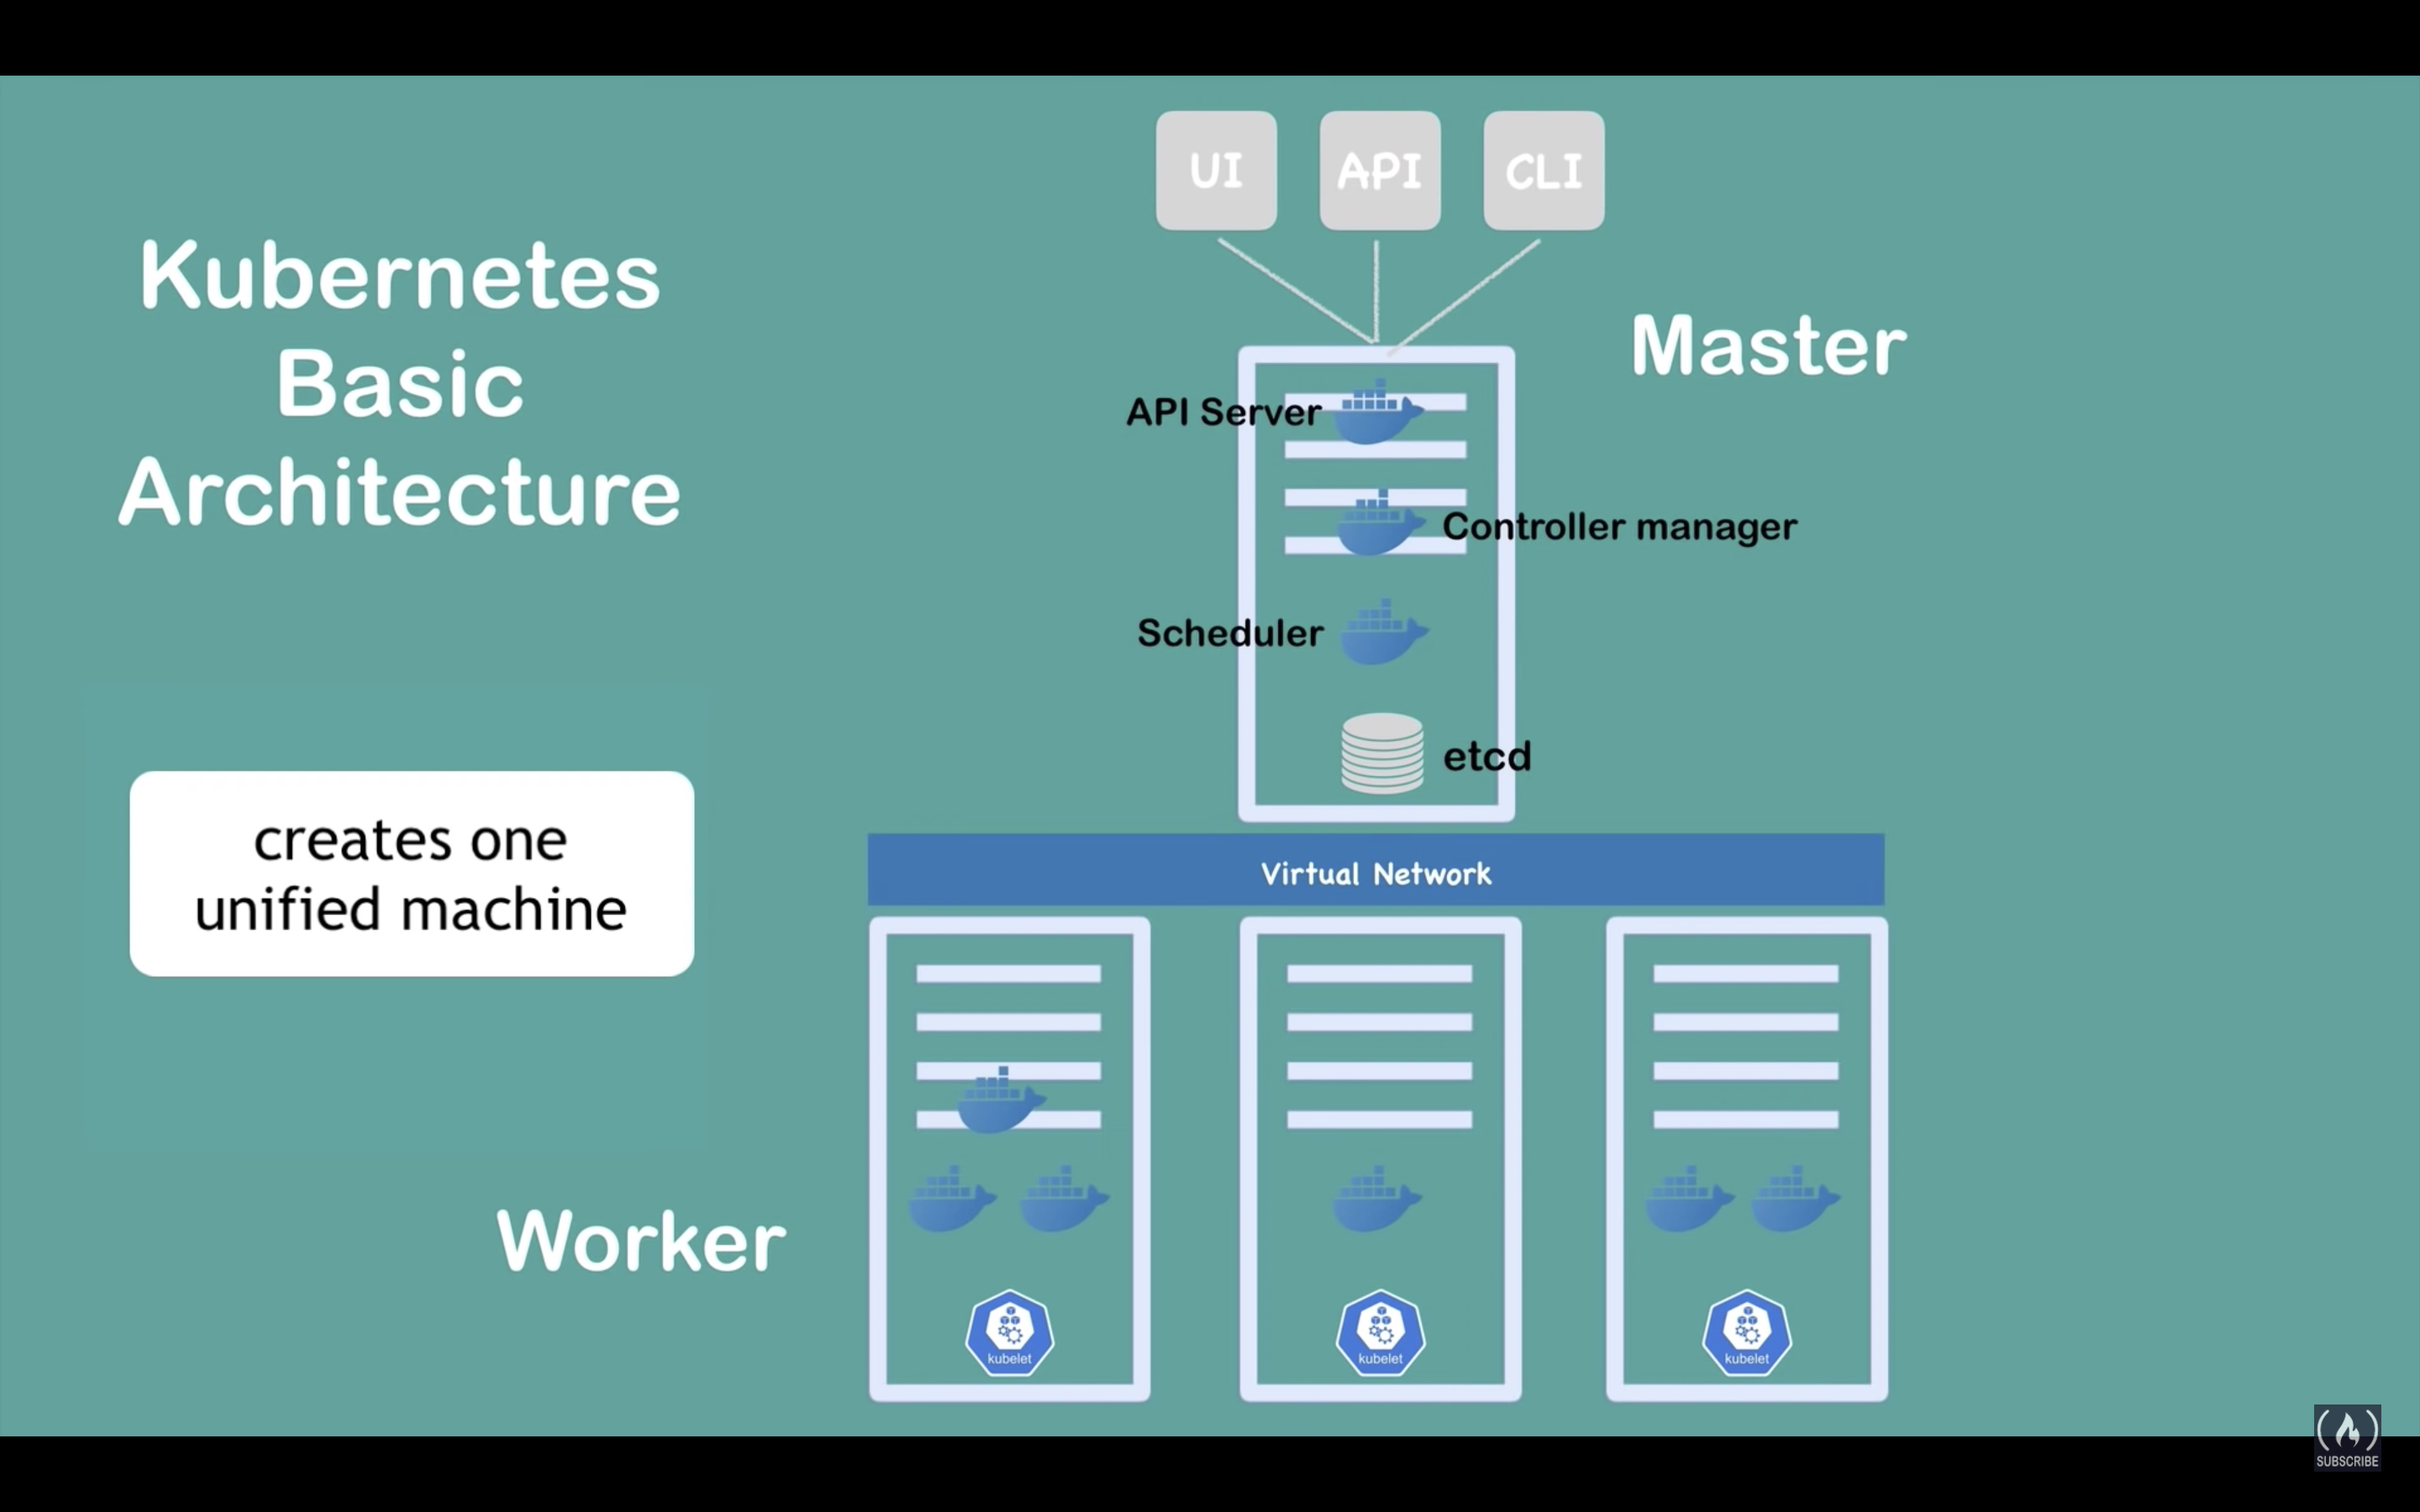 UI
API
CLI
Kubernetes
Basic
Architecture
Master
API Server
Controller manager
Scheduler
etcd
creates one
unified machine
Virtual Network
Worker
kubelet
kubelet
kubelet
SUBSCRIBE